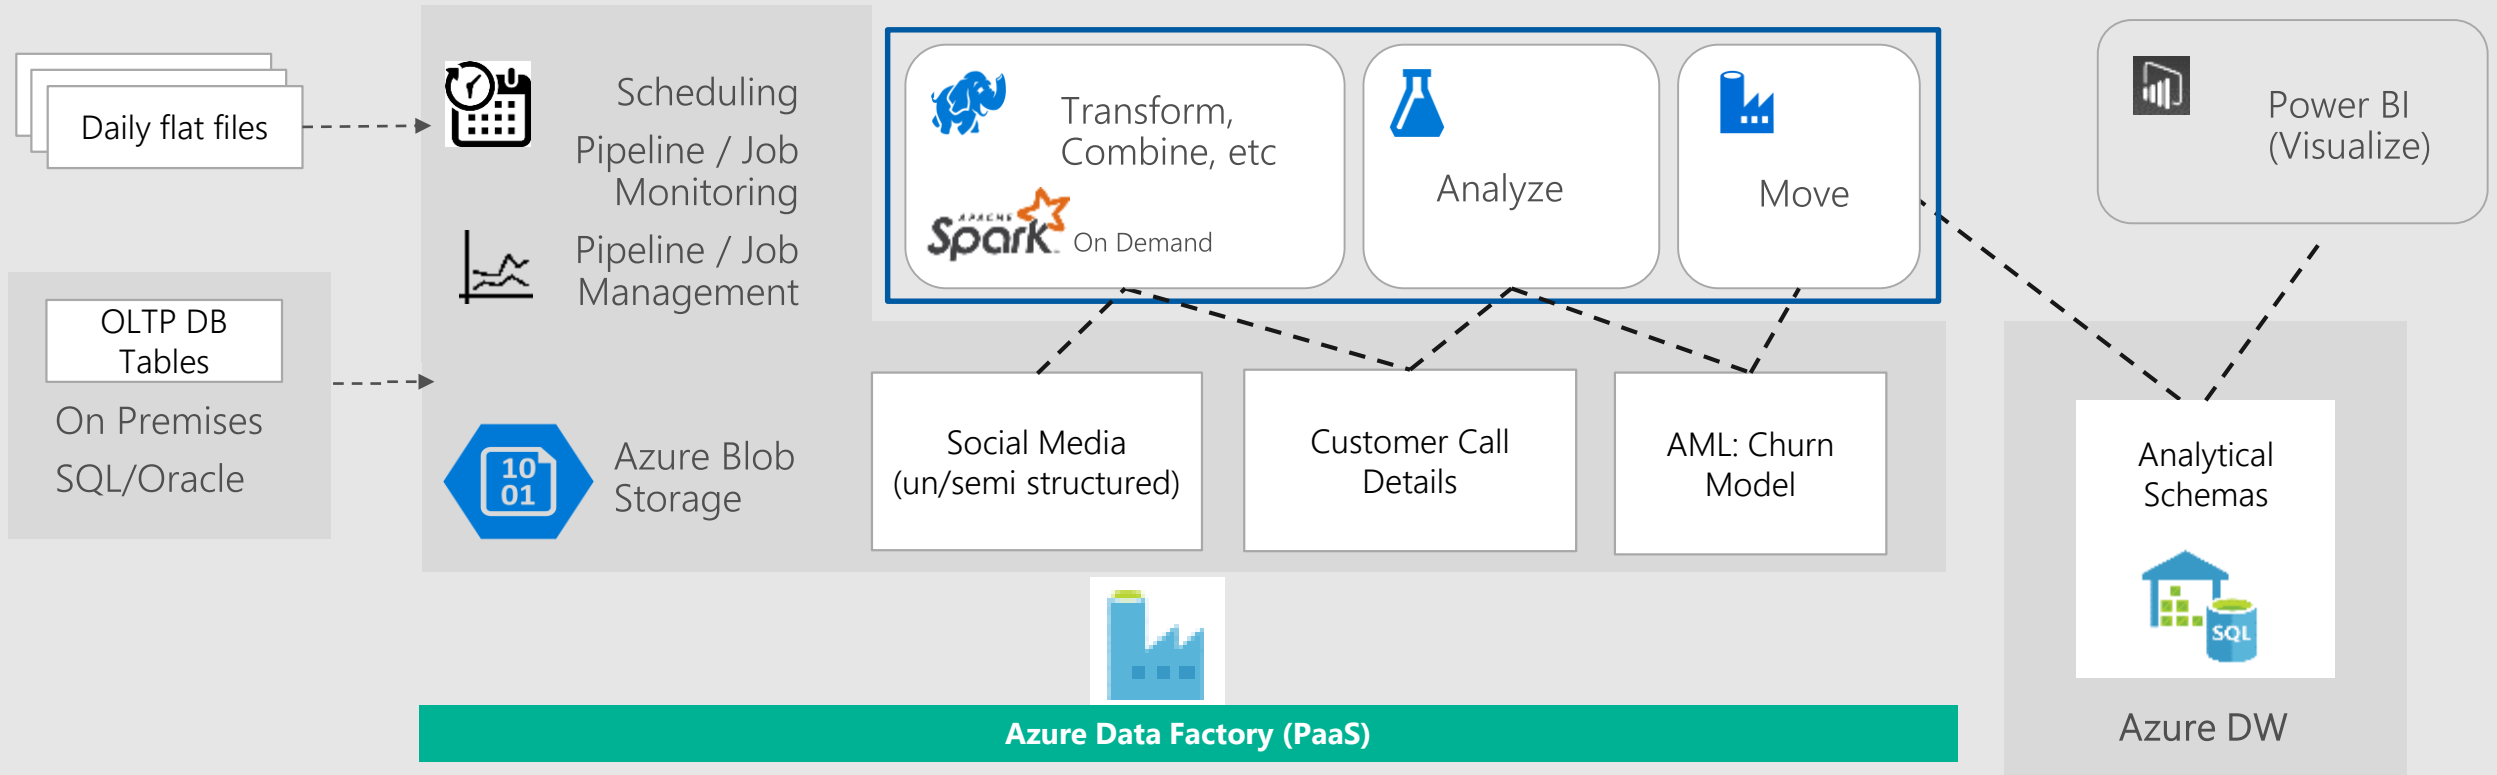 Daily flat files
OLTP DB
Tables
On Premises
SQL/Oracle
Scheduling
Pipeline / Job
Monitoring
Pipeline / Job
Management
10
01
Azure Blob
Storage
Transform,
Combine, etc
APACHE
Spark
On Demand
Analyze
Move
Social Media
(un/semi structured)
Customer Call
Details
AML: Churn
Model
Azure Data Factory (PaaS)
Power BI
(Visualize)
Analytical
Schemas
SQL
Azure DW